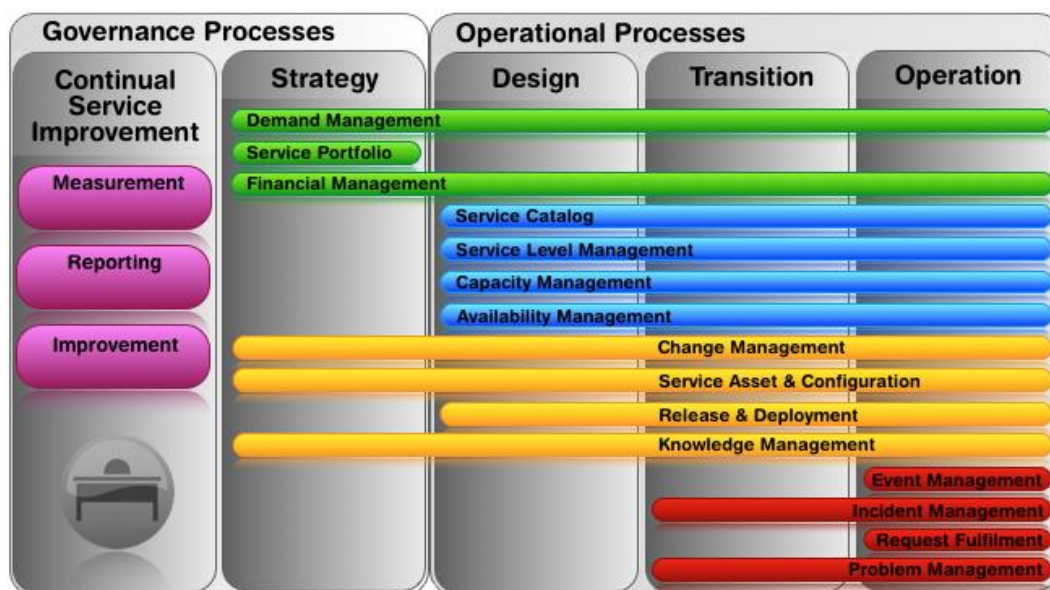 Governance Processes
Operational Processes
Continual
Service
Improvement
Strategy
Design
Transition
Operation
Measurement
Reporting
Improvement
Demand Management
Service Portfolio
Financial Management
Service Catalog
Service Level Management
Capacity Management
Availability Management
Change Management
Service Asset & Configuration
Release & Deployment
Knowledge Management
Event Management
Incident Management
Request Fulfilment
Problem Management